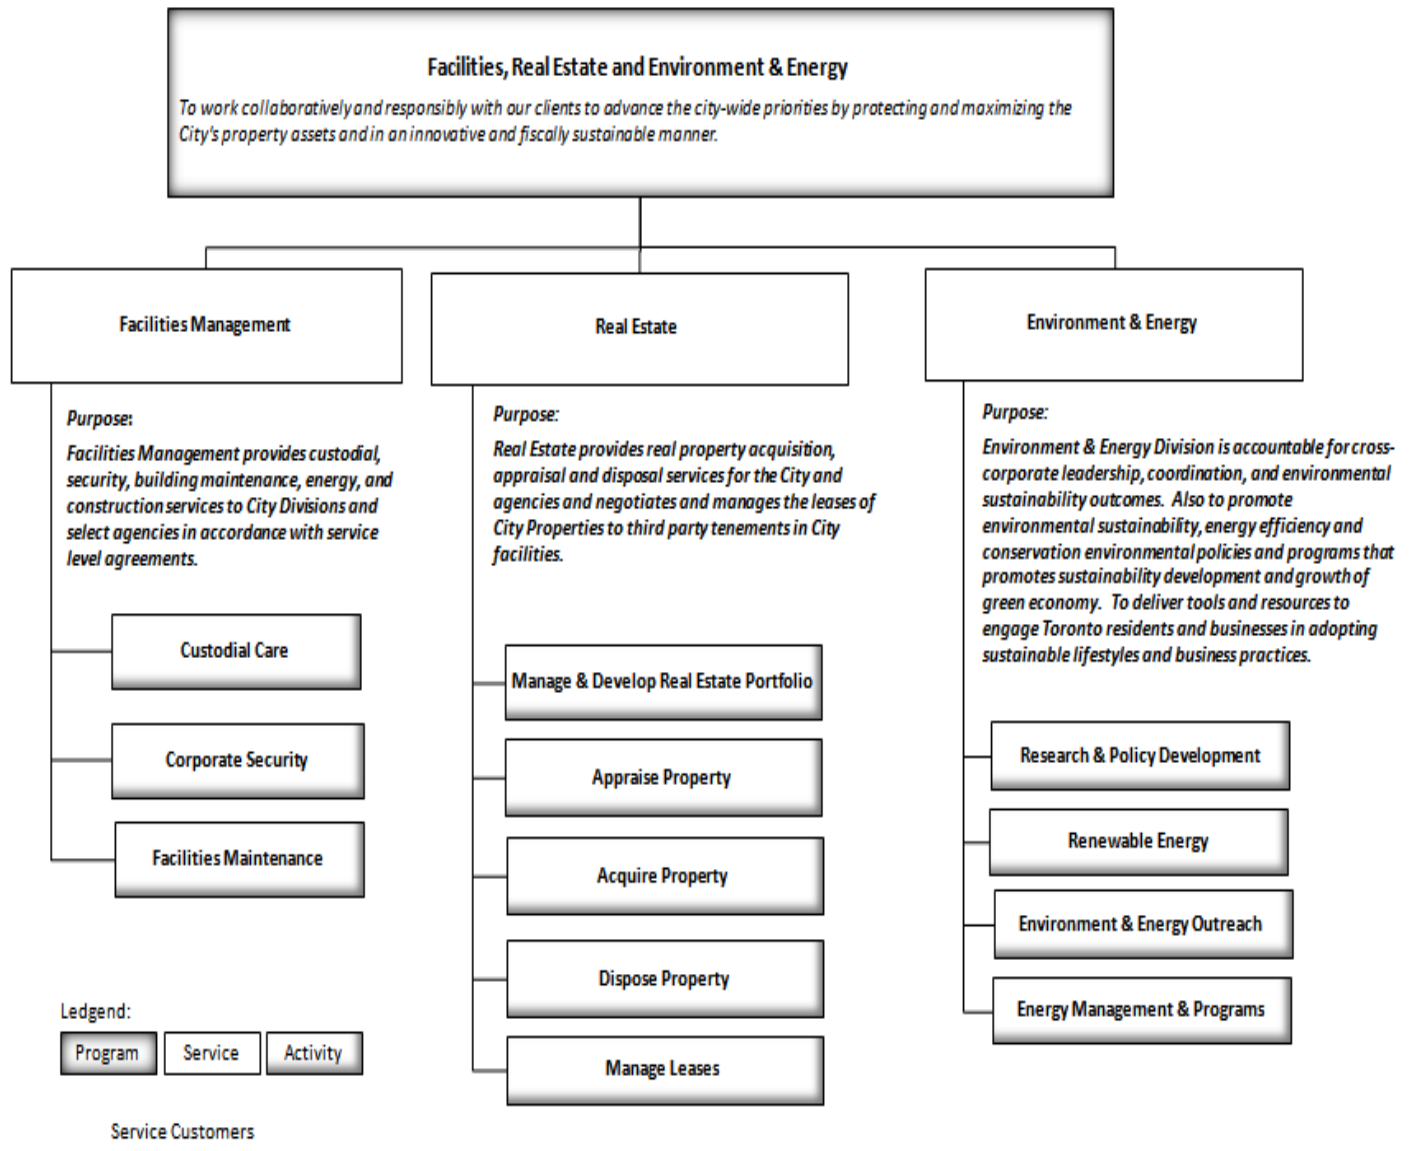 Facilities, Real Estate and Environment & Energy
To work collaboratively and responsibly with our clients to advance the city-wide priorities by protecting and maximizing the
City's property assets and in an innovative and fiscally sustainable manner.
Facilities Management
Purpose:
Facilities Management provides custodial,
security, building maintenance, energy, and
construction services to City Divisions and
select agencies in accordance with service
level agreements.
Custodial Care
Corporate Security
Facilities Maintenance
Real Estate
Purpose:
Real Estate provides real property acquisition,
appraisal and disposal services for the City and
agencies and negotiates and manages the leases of
City Properties to third party tenements in City
facilities.
Manage & Develop Real Estate Portfolio
Appraise Property
Acquire Property
Dispose Property
Manage Leases
Environment & Energy
Purpose:
Environment & Energy Division is accountable for cross-
corporate leadership, coordination, and environmental
sustainability outcomes. Also to promote
environmental sustainability, energy efficiency and
conservation environmental policies and programs that
promotes sustainability development and growth of
green economy. To deliver tools and resources to
engage Toronto residents and businesses in adopting
sustainable lifestyles and business practices.
Research & Policy Development
Renewable Energy
Environment & Energy Outreach
Energy Management & Programs
Ledgend:
Program
Service
Activity
Service Customers